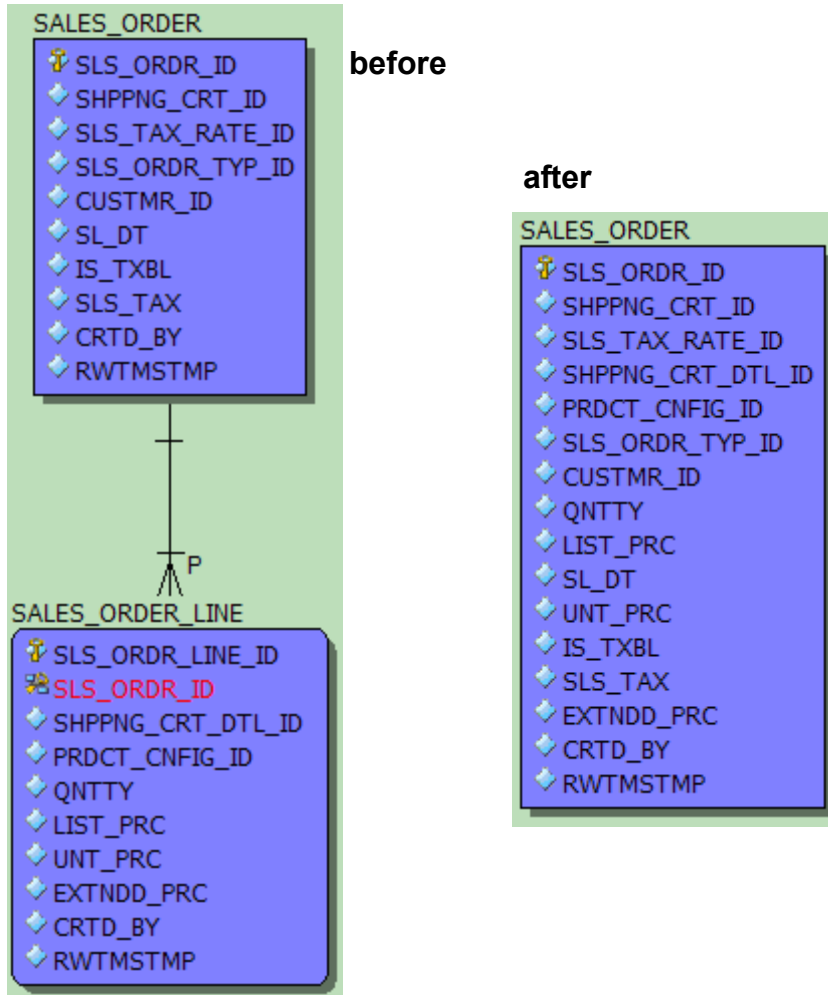 SALES_ORDER
SLS_ORDR_ID
SHPPNG_CRT_ID
SLS_TAX_RATE_ID
SLS_ORDR_TYP_ID
CUSTMR_ID
SL_DT
IS_TXBL
SLS_TAX
CRTD_BY
RWTMSTMP
before
P
SALES_ORDER_LINE
SLS_ORDR_LINE_ID
SLS_ORDR_ID
SHPPNG_CRT_DTL_ID
PRDCT_CNFIG_ID
QNTTY
LIST_PRC
UNT_PRC
EXTNDD_PRC
CRTD_BY
RWTMSTMP
after
SALES_ORDER
SLS_ORDR_ID
SHPPNG_CRT_ID
SLS_TAX_RATE_ID
SHPPNG_CRT_DTL_ID
PRDCT_CNFIG_ID
SLS_ORDR_TYP_ID
CUSTMR_ID
QNTTY
LIST_PRC
SL_DT
UNT_PRC
IS_TXBL
SLS_TAX
EXTNDD_PRC
CRTD_BY
RWTMSTMP